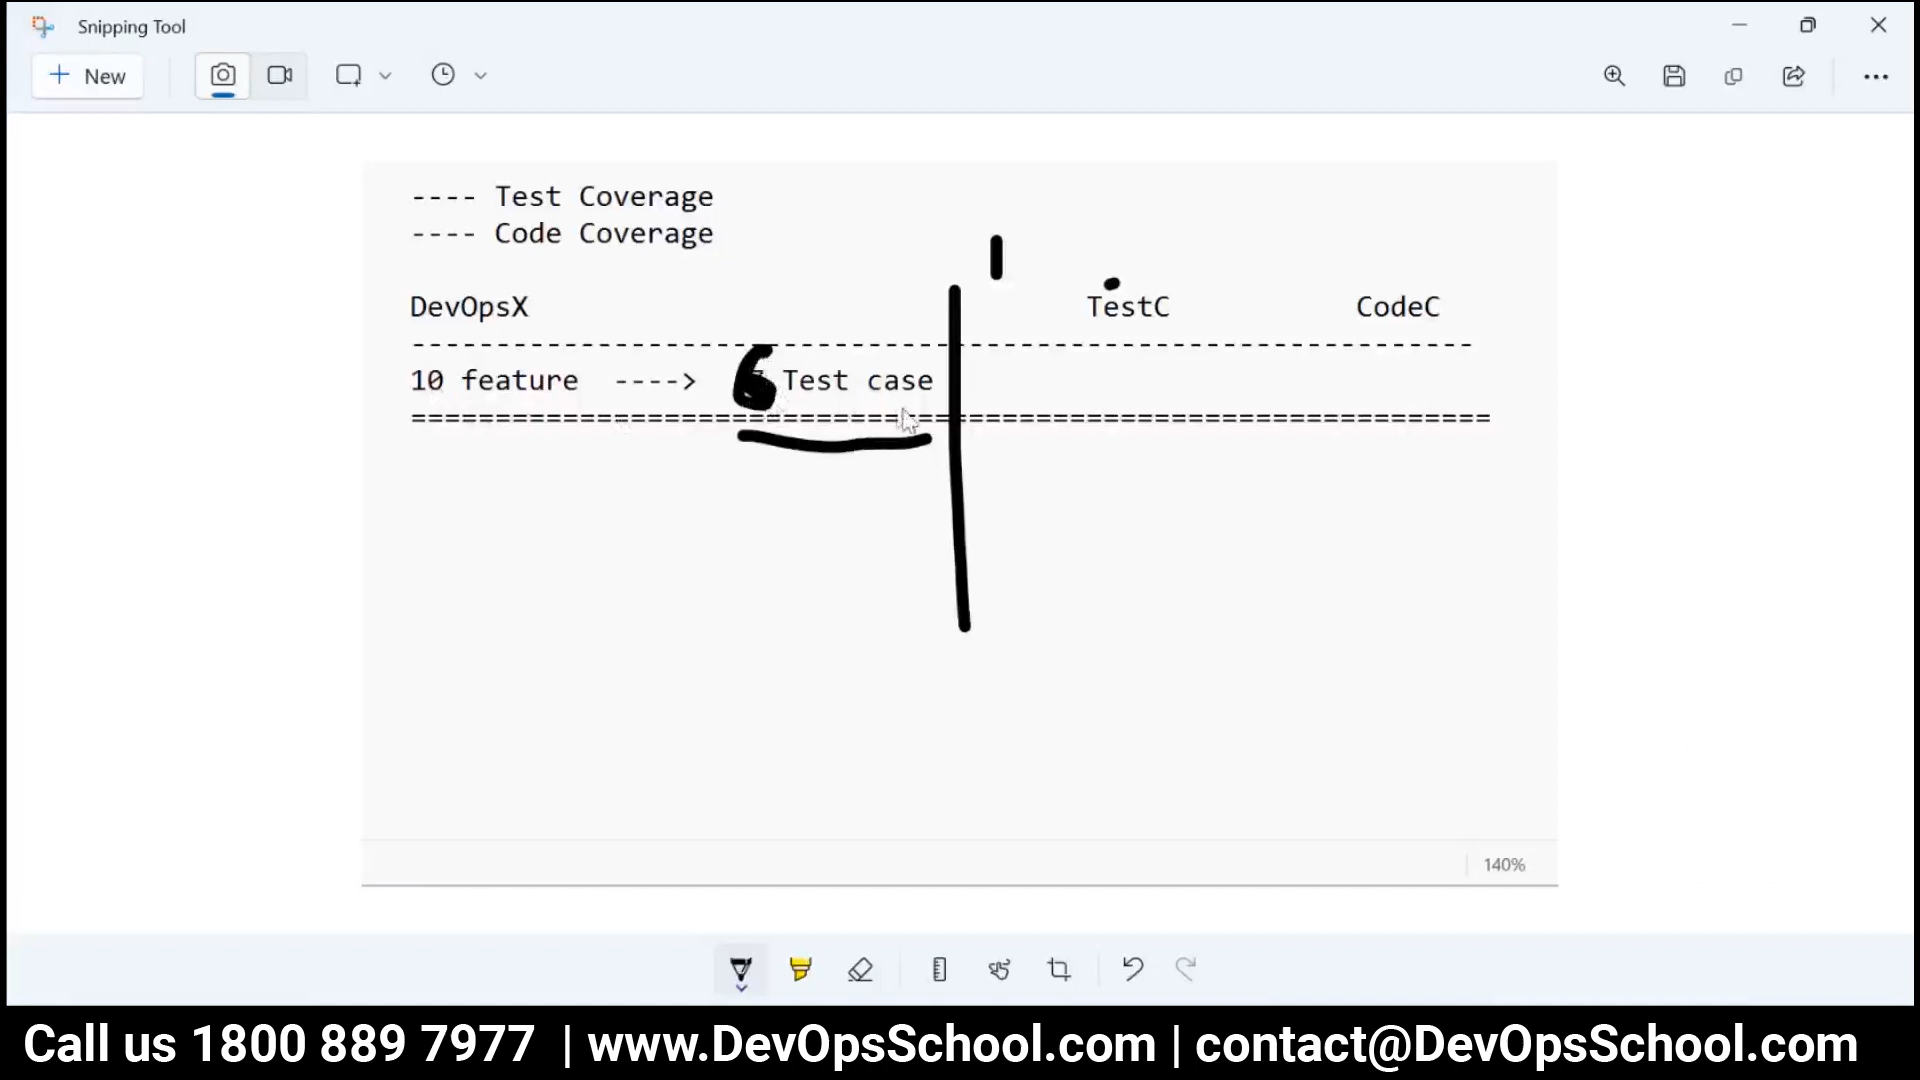 Snipping Tool
New
---- Test Coverage
---- Code Coverage
DevOpsX TestC CodeC
10 feature ----> 6 Test case
140%
Call us 1800 889 7977 | www.DevOpsSchool.com | contact@DevOpsSchool.com